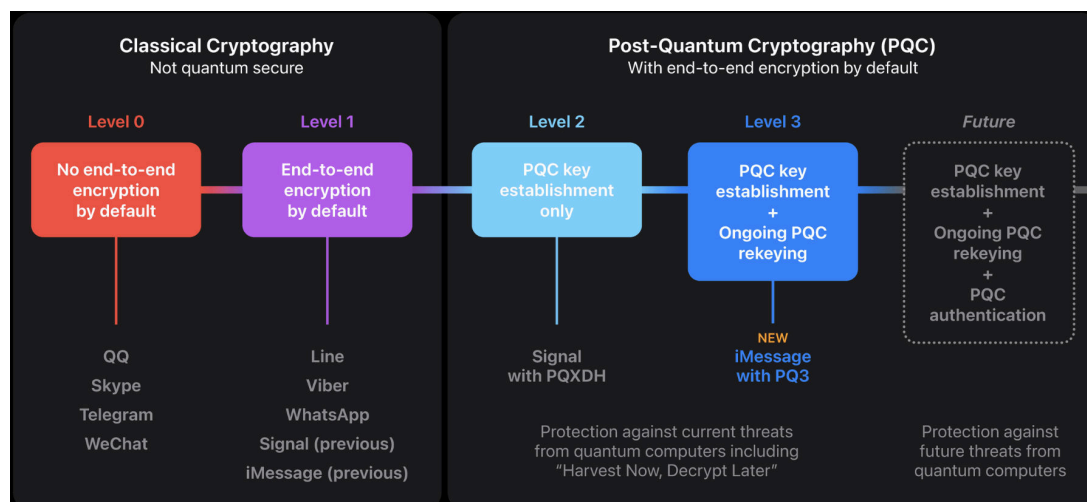 Classical Cryptography
Not quantum secure
Post-Quantum Cryptography (PQC)
With end-to-end encryption by default
Level 0
No end-to-end
encryption
by default
QQ
Skype
Telegram
WeChat
Level 1
End-to-end
encryption
by default
Line
Viber
WhatsApp
Signal (previous)
iMessage (previous)
Level 2
PQC key
establishment
only
Signal
with PQXDH
Level 3
PQC key
establishment
+
Ongoing PQC
rekeying
NEW
iMessage
with PQ3
Protection against current threats
from quantum computers including
“Harvest Now, Decrypt Later”
Future
PQC key
establishment
+
Ongoing PQC
rekeying
+
PQC
authentication
Protection against
future threats from
quantum computers